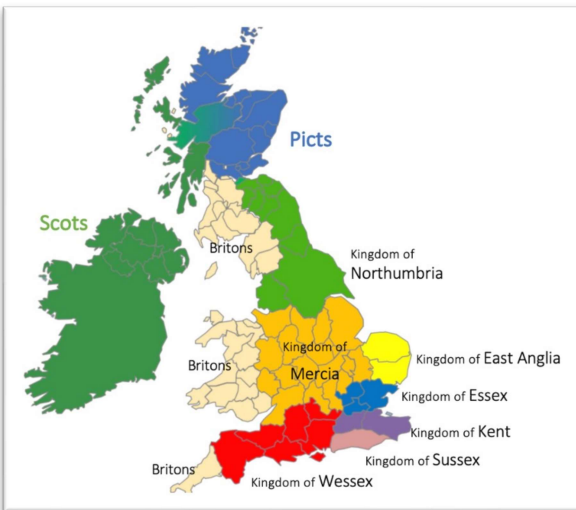 Picts
Scots
Britons
Kingdom of
Northumbria
Kingdom of
Mercia
Kingdom of East Anglia
Britons
Kingdom of Essex
Kingdom of Kent
Kingdom of Sussex
Britons
Kingdom of Wessex